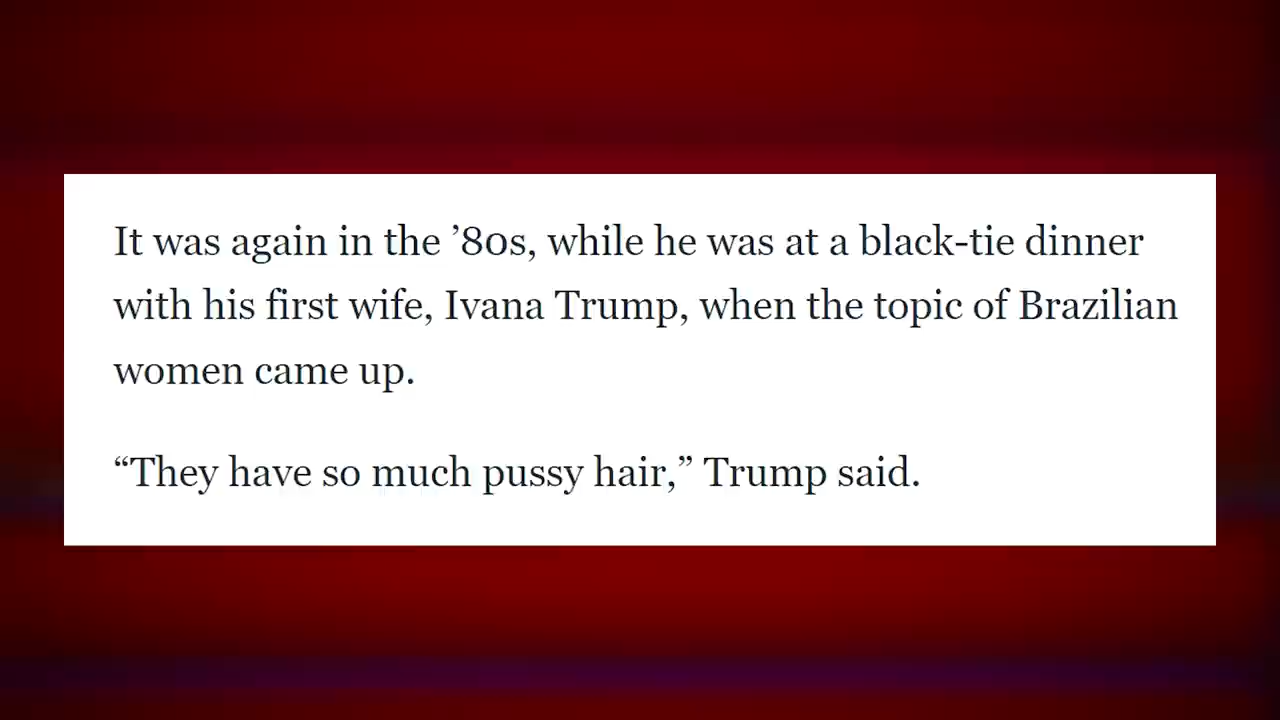 It was again in the ’80s, while he was at a black-tie dinner
with his first wife, Ivana Trump, when the topic of Brazilian
women came up.
“They have so much pussy hair,” Trump said.